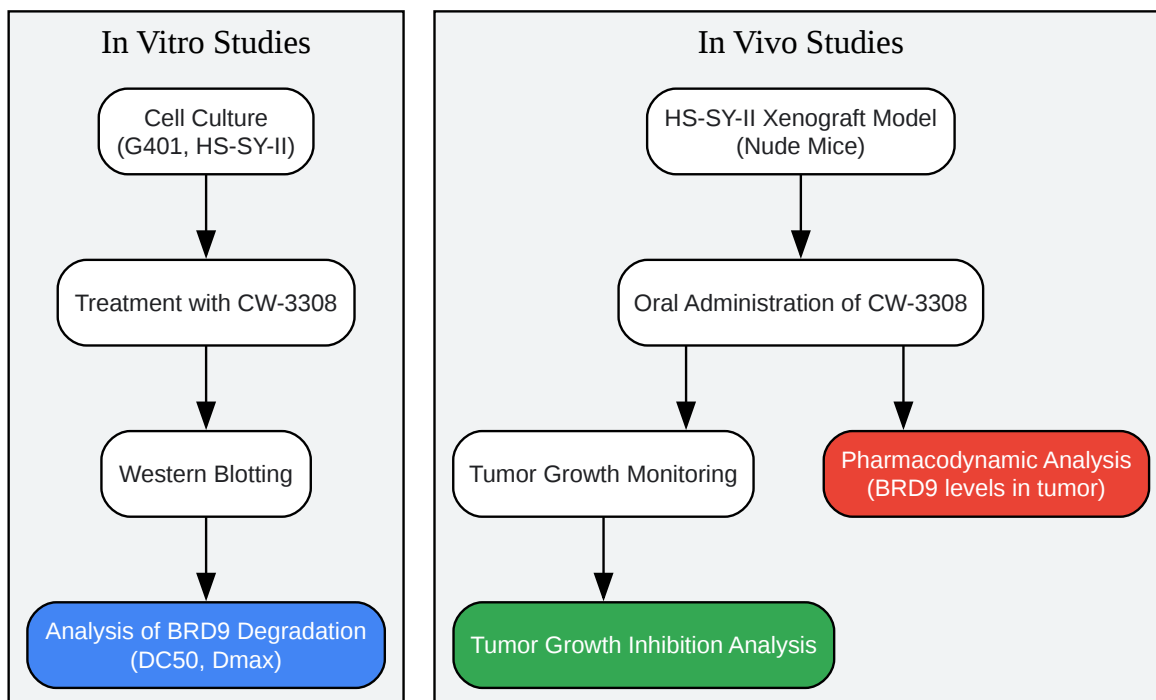 In Vitro Studies
Cell Culture
(G401, HS-SY-II)
Treatment with CW-3308
Western Blotting
Analysis of BRD9 Degradation
(DC50, Dmax)
In Vivo Studies
HS-SY-II Xenograft Model
(Nude Mice)
Oral Administration of CW-3308
Tumor Growth Monitoring
Pharmacodynamic Analysis
(BRD9 levels in tumor)
Tumor Growth Inhibition Analysis